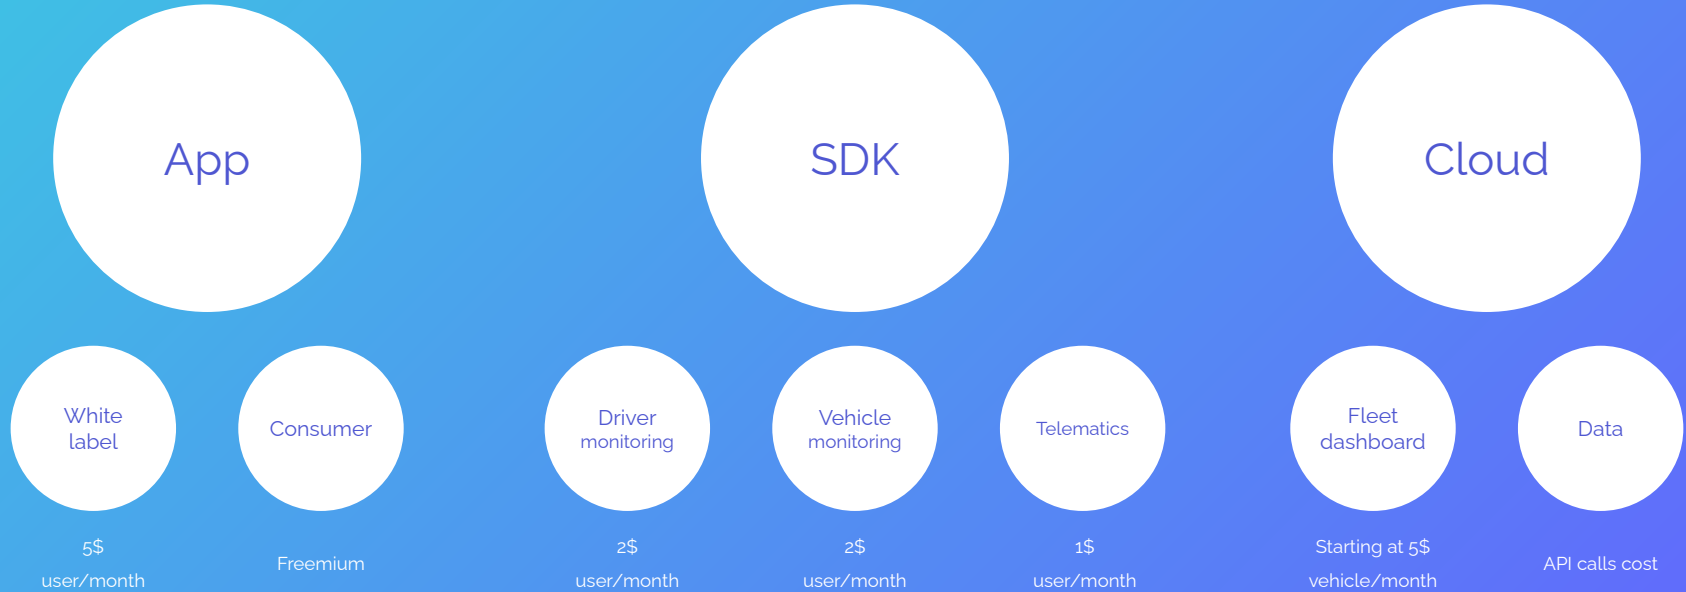 App
SDK
Cloud
White
label
Consumer
Driver
monitoring
Vehicle
monitoring
Telematics
Fleet
dashboard
Data
5$
user/month
Freemium
2$
user/month
2$
user/month
1$
user/month
Starting at 5$
vehicle/month
API calls cost